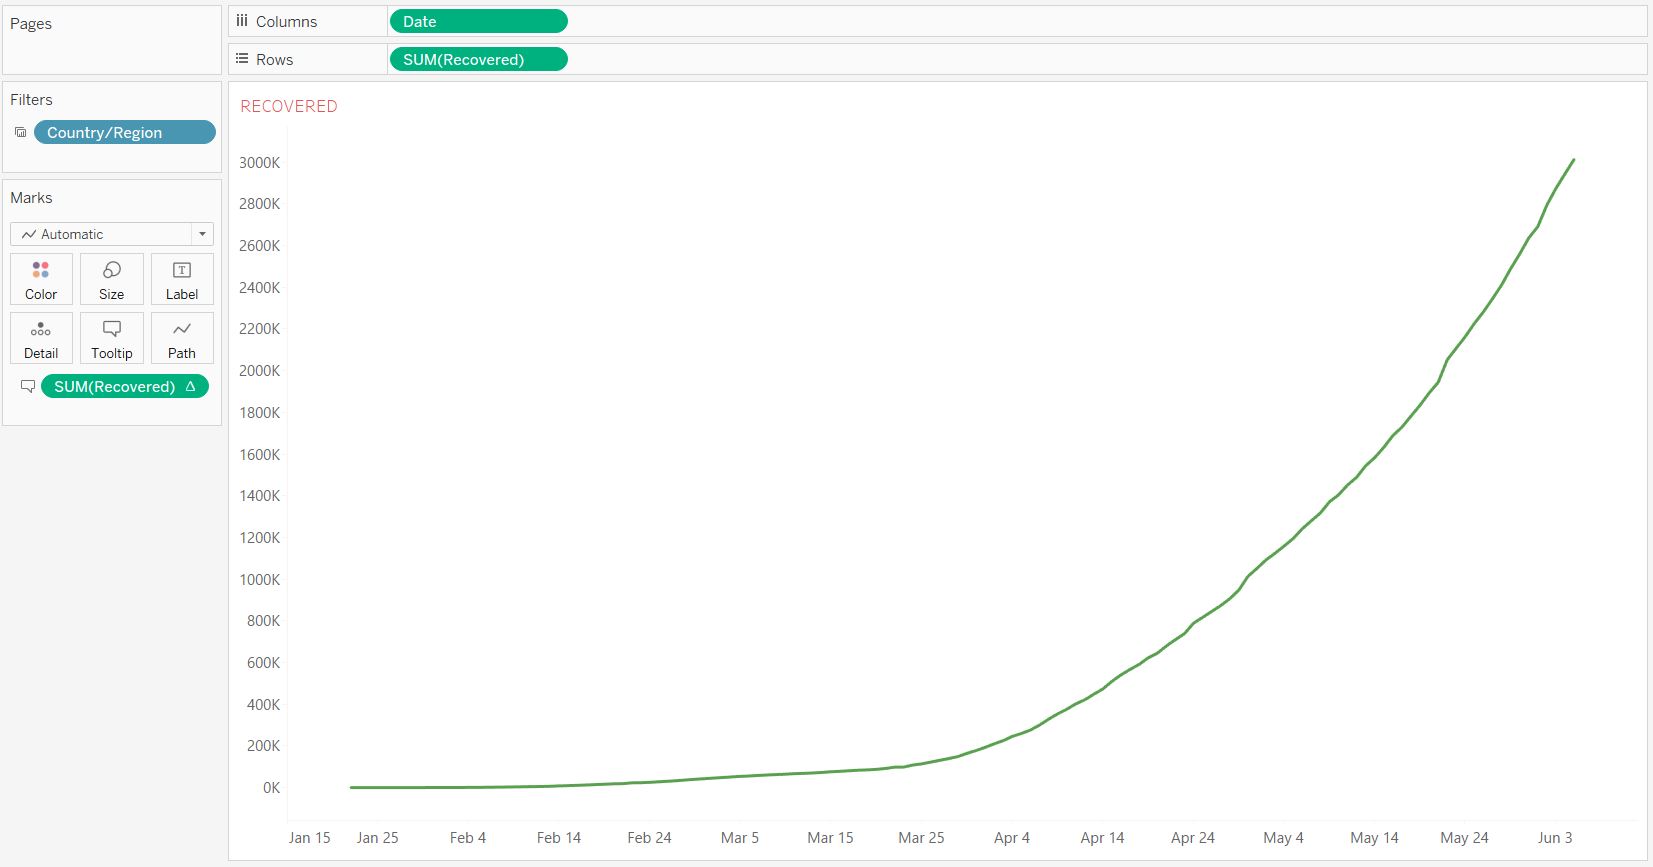 Pages
Columns
Date
Rows
SUM(Recovered)
Filters
Country/Region
Marks
Automatic
Color
Size
Label
Detail
Tooltip
Path
SUM(Recovered) Δ
RECOVERED
3000K
2800K
2600K
2400K
2200K
2000K
1800K
1600K
1400K
1200K
1000K
800K
600K
400K
200K
0K
Jan 15 Jan 25 Feb 4 Feb 14 Feb 24 Mar 5 Mar 15 Mar 25 Apr 4 Apr 14 Apr 24 May 4 May 14 May 24 Jun 3